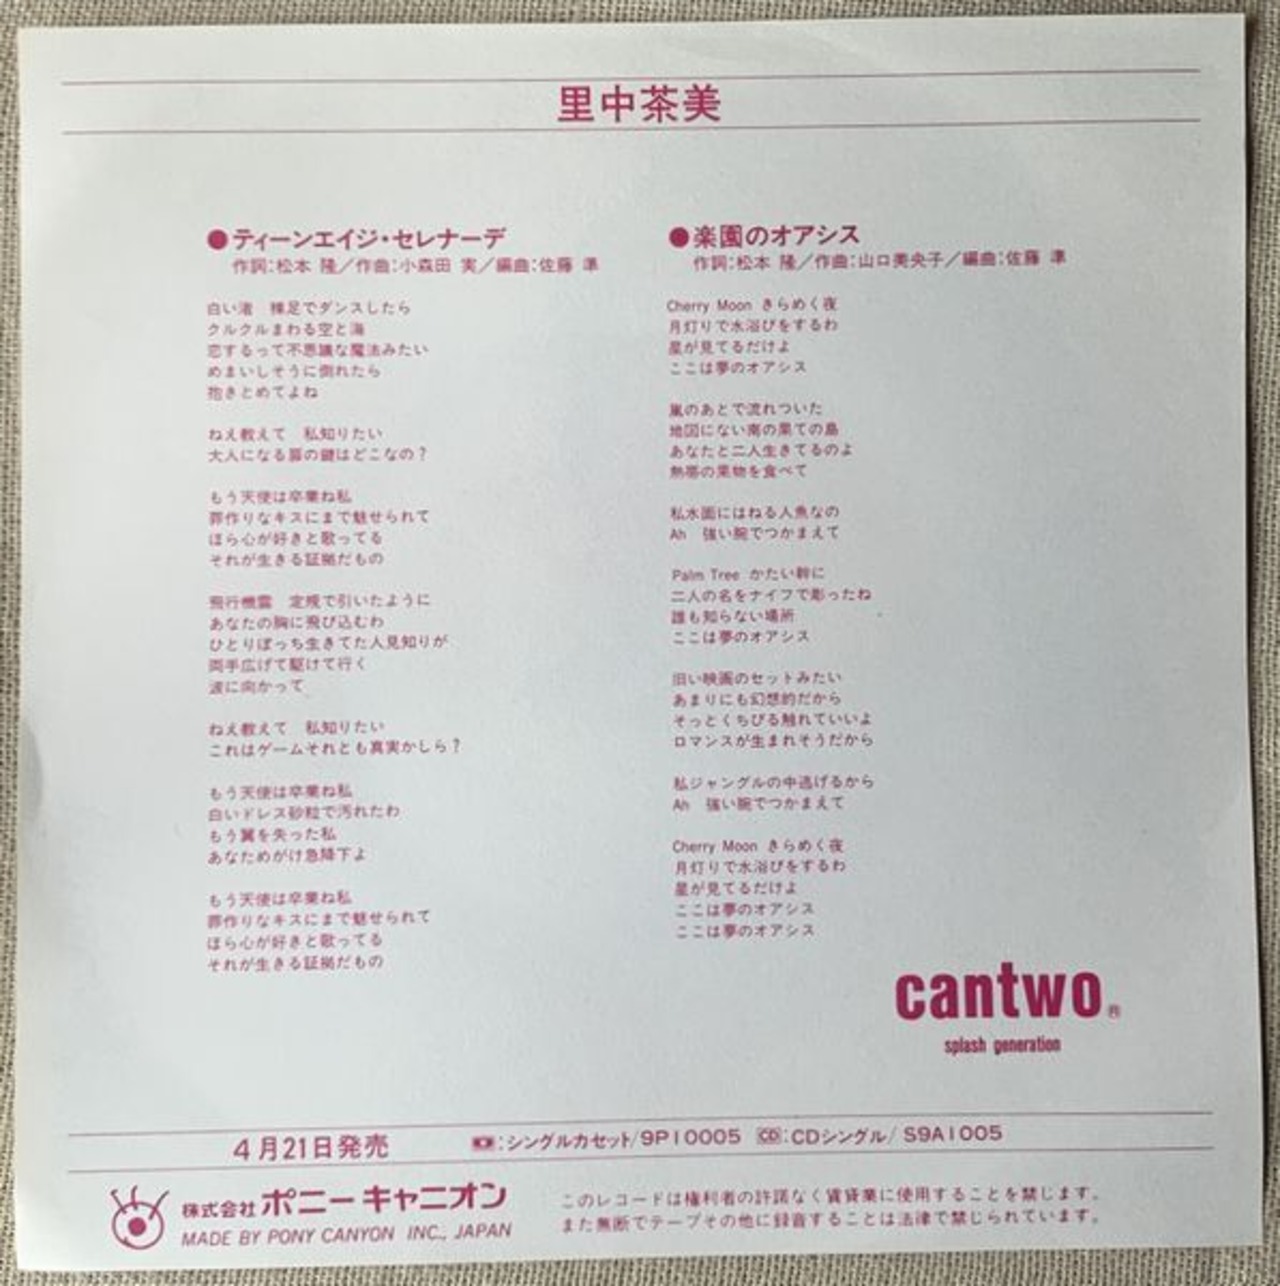 里中茶美
●ティーンエイジ・セレナーデ
作詞:松本 隆／作曲:小森田 実／編曲:佐藤 準
白い渚　裸足でダンスしたら
クルクルまわる空と海
恋するって不思議な魔法みたい
めまいしそうに倒れたら
抱きとめてよね
ねえ教えて　私知りたい
大人になる扉の鍵はどこなの？
もう天使は卒業ね私
罪作りなキスにまで魅せられて
ほら心が好きと歌ってる
それが生きる証拠だもの
飛行機雲　定規で引いたように
あなたの胸に飛び込むわ
ひとりぼっち生きてた人見知りが
両手広げて駆けて行く
波に向かって
ねえ教えて　私知りたい
これはゲームそれとも真実かしら？
もう天使は卒業ね私
白いドレス砂粒で汚れたわ
もう翼を失った私
あなためがけ急降下よ
もう天使は卒業ね私
罪作りなキスにまで魅せられて
ほら心が好きと歌ってる
それが生きる証拠だもの
●楽園のオアシス
作詞:松本 隆／作曲:山口美央子／編曲:佐藤 準
Cherry Moon きらめく夜
月灯りで水浴びをするわ
星が見てるだけよ
ここは夢のオアシス
嵐のあとで流れついた
地図にない南の果ての島
あなたと二人生きてるのよ
熱帯の果物を食べて
私水面にはねる人魚なの
Ah　強い腕でつかまえて
Palm Tree かたい幹に
二人の名をナイフで彫ったね
誰も知らない場所
ここは夢のオアシス
旧い映画のセットみたい
あまりにも幻想的だから
そっとくちびる触れていいよ
ロマンスが生まれそうだから
私ジャングルの中逃げるから
Ah　強い腕でつかまえて
Cherry Moon きらめく夜
月灯りで水浴びをするわ
星が見てるだけよ
ここは夢のオアシス
ここは夢のオアシス
cantwo®
splash generation
4月21日発売
:シングルカセット/9P10005 CD:CDシングル/S9A1005
株式会社ポニーキャニオン
MADE BY PONY CANYON INC., JAPAN
このレコードは権利者の許諾なく賃貸業に使用することを禁じます。
また無断でテープその他に録音することは法律で禁じられています。